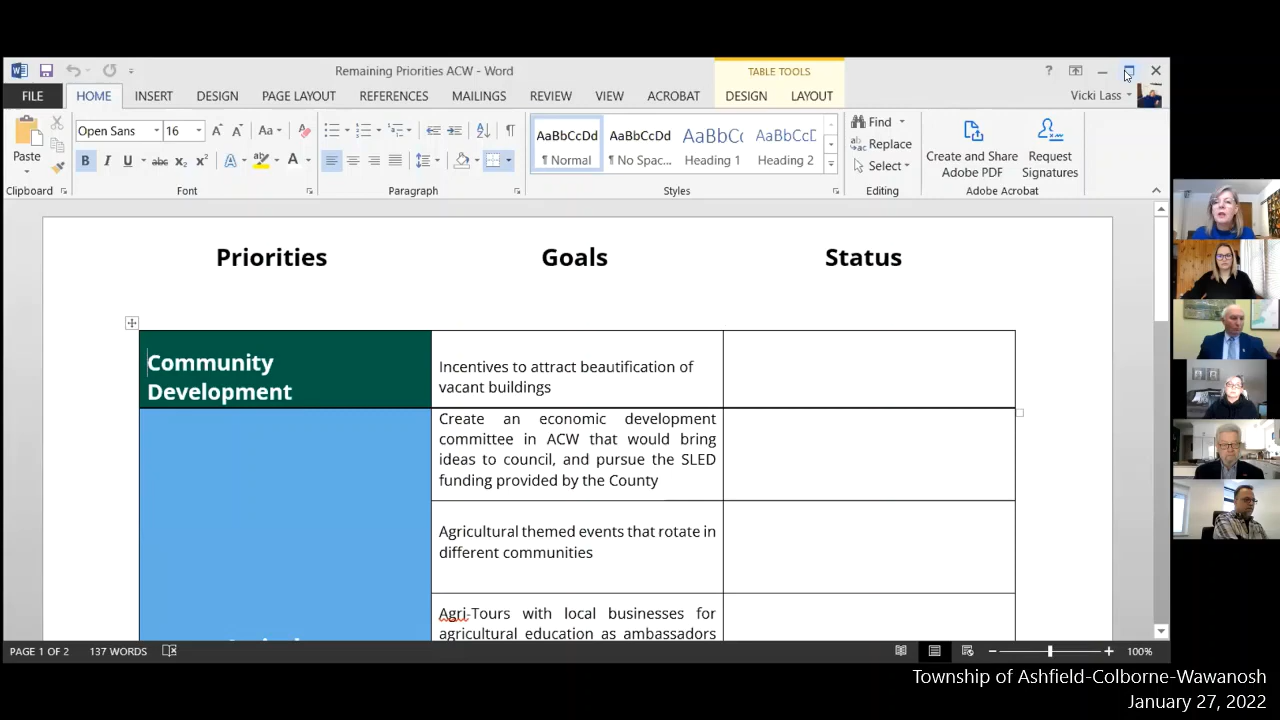 Remaining Priorities ACW - Word
TABLE TOOLS
?
FILE
HOME
INSERT
DESIGN
PAGE LAYOUT
REFERENCES
MAILINGS
REVIEW
VIEW
ACROBAT
DESIGN
LAYOUT
Vicki Lass
Paste
Open Sans
16
Aa
B I U abc x₂ x²
AaBbCcDd
¶ Normal
AaBbCcDd
¶ No Spac...
AaBbC
Heading 1
AaBbCcD
Heading 2
Find
Replace
Select
Create and Share
Adobe PDF
Request
Signatures
Clipboard
Font
Paragraph
Styles
Editing
Adobe Acrobat
Priorities
Goals
Status
Community
Development
Incentives to attract beautification of
vacant buildings
Create an economic development
committee in ACW that would bring
ideas to council, and pursue the SLED
funding provided by the County
Agricultural themed events that rotate in
different communities
Agri-Tours with local businesses for
agricultural education as ambassadors
PAGE 1 OF 2
137 WORDS
100%
Township of Ashfield-Colborne-Wawanosh
January 27, 2022